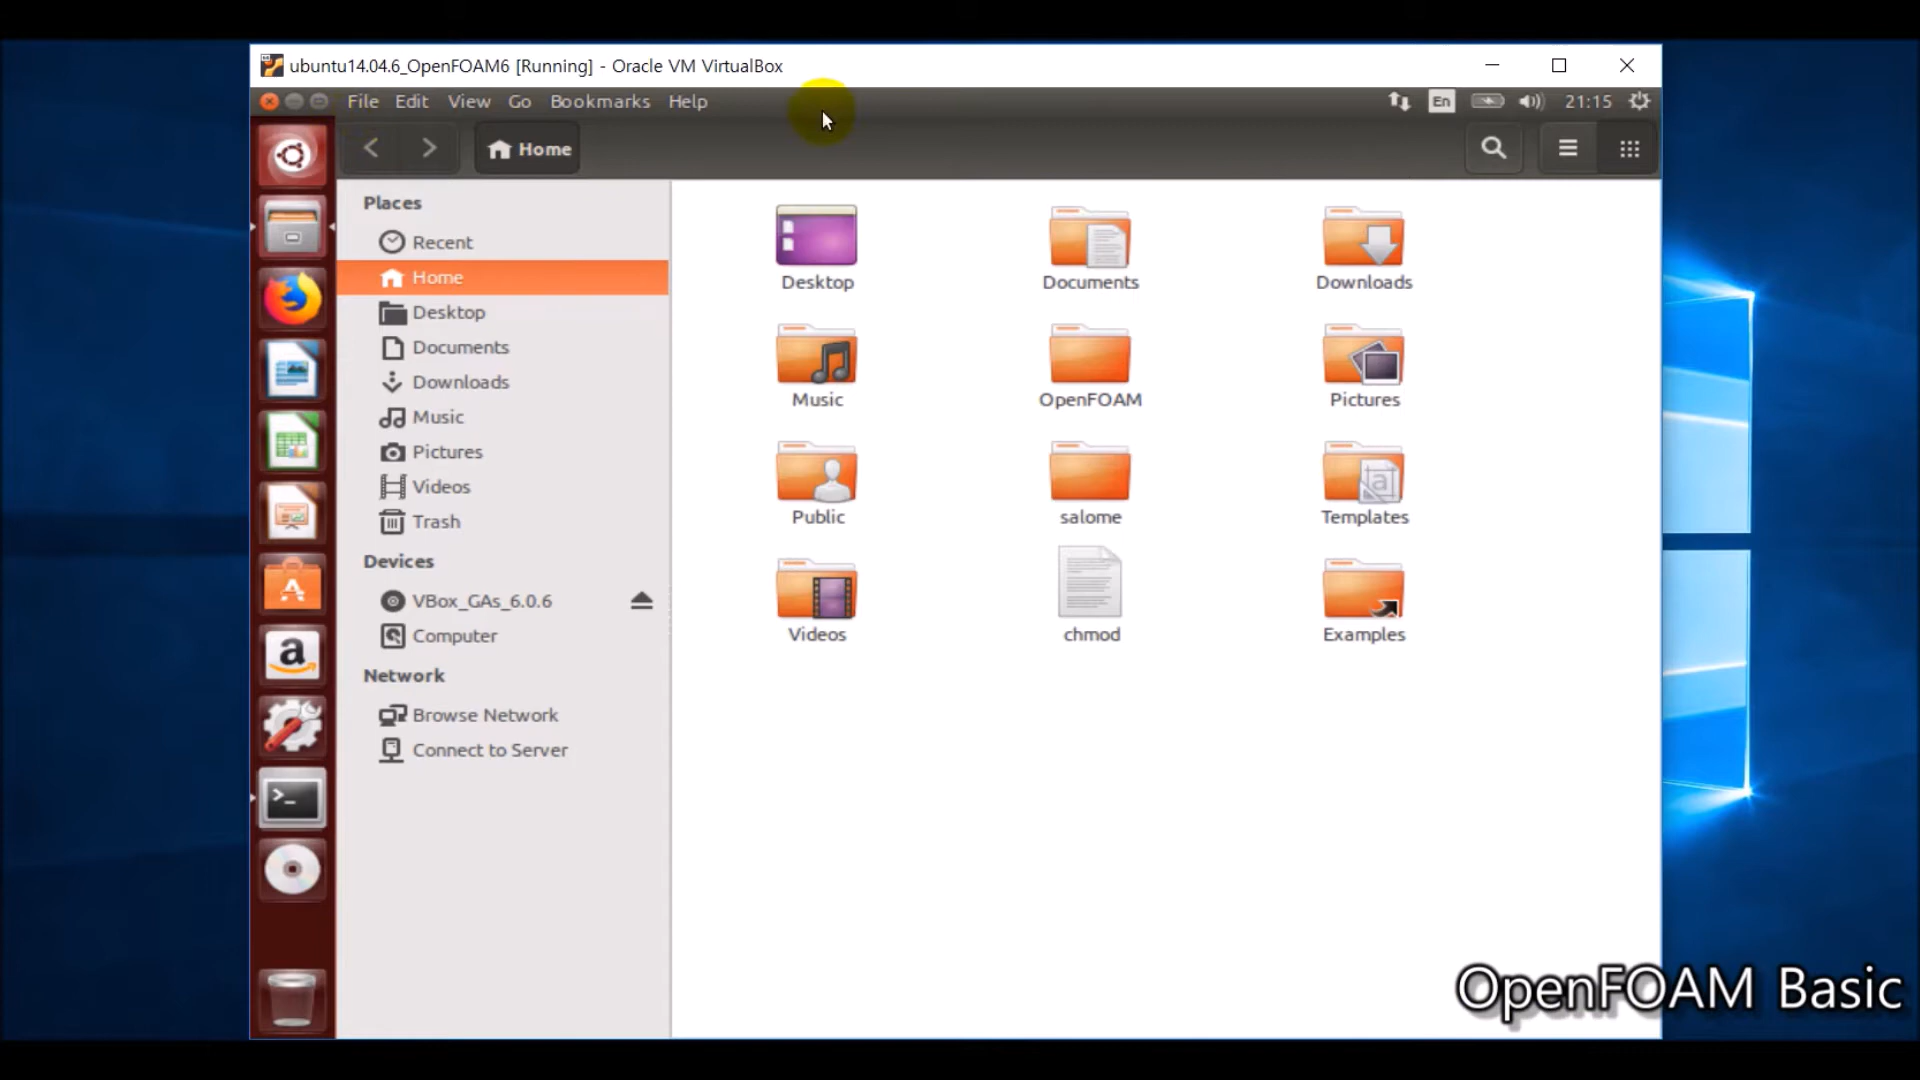 ubuntu14.04.6_OpenFOAM6 [Running] - Oracle VM VirtualBox
File Edit View Go Bookmarks Help En 21:15
Home
Places
Recent
Home
Desktop
Documents
Downloads
Music
Pictures
Videos
Trash
Devices
VBox_GAs_6.0.6
Computer
Network
Browse Network
Connect to Server
Desktop Documents Downloads
Music OpenFOAM Pictures
Public salome Templates
Videos chmod Examples
OpenFOAM Basic